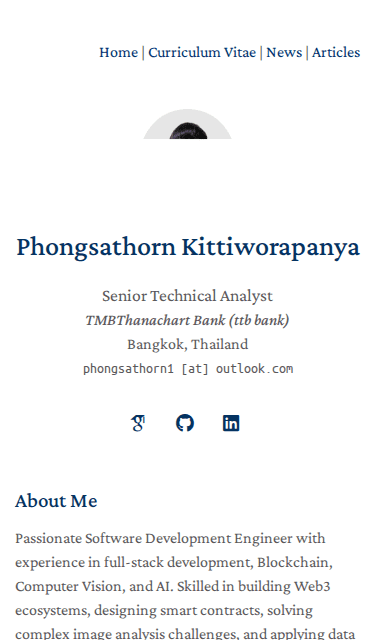 Home | Curriculum Vitae | News | Articles
Phongsathorn Kittiworapanya
Senior Technical Analyst
TMBThanachart Bank (ttb bank)
Bangkok, Thailand
phongsathorn1 [at] outlook.com
About Me
Passionate Software Development Engineer with
experience in full-stack development, Blockchain,
Computer Vision, and AI. Skilled in building Web3
ecosystems, designing smart contracts, solving
complex image analysis challenges, and applying data